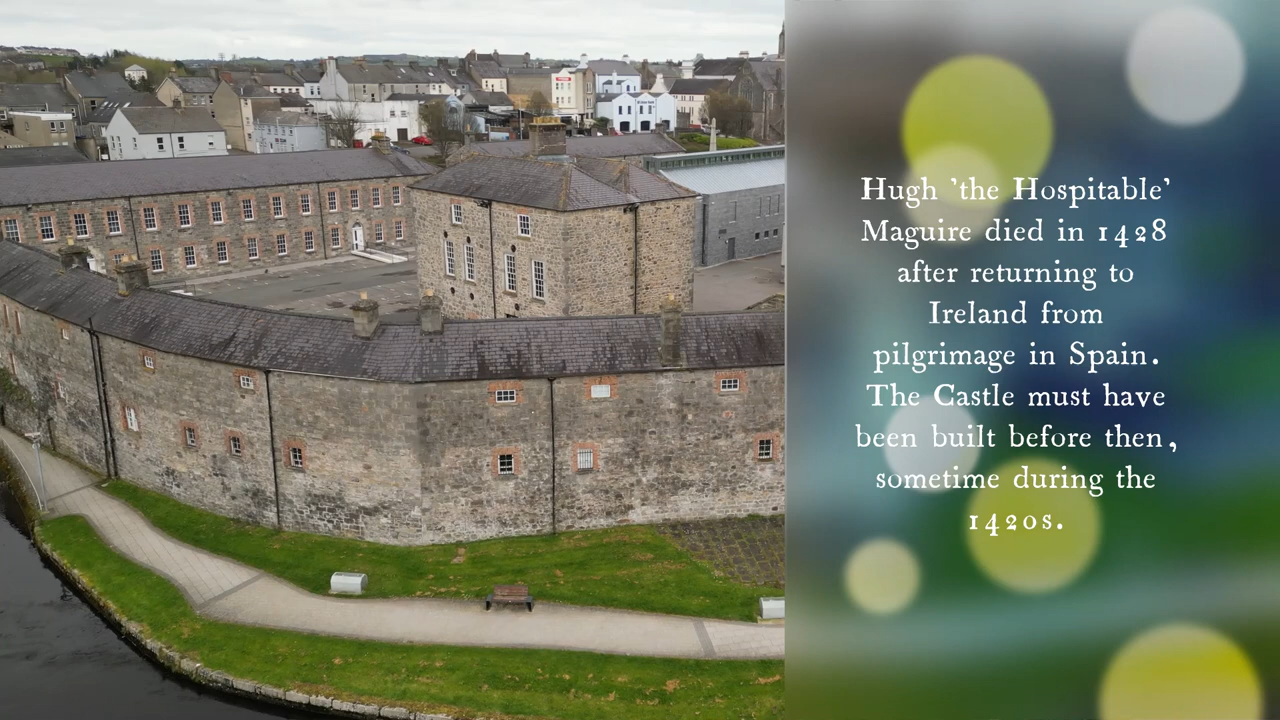 Hugh 'the Hospitable'
Maguire died in 1428
after returning to
Ireland from
pilgrimage in Spain.
The Castle must have
been built before then,
sometime during the
1420s.